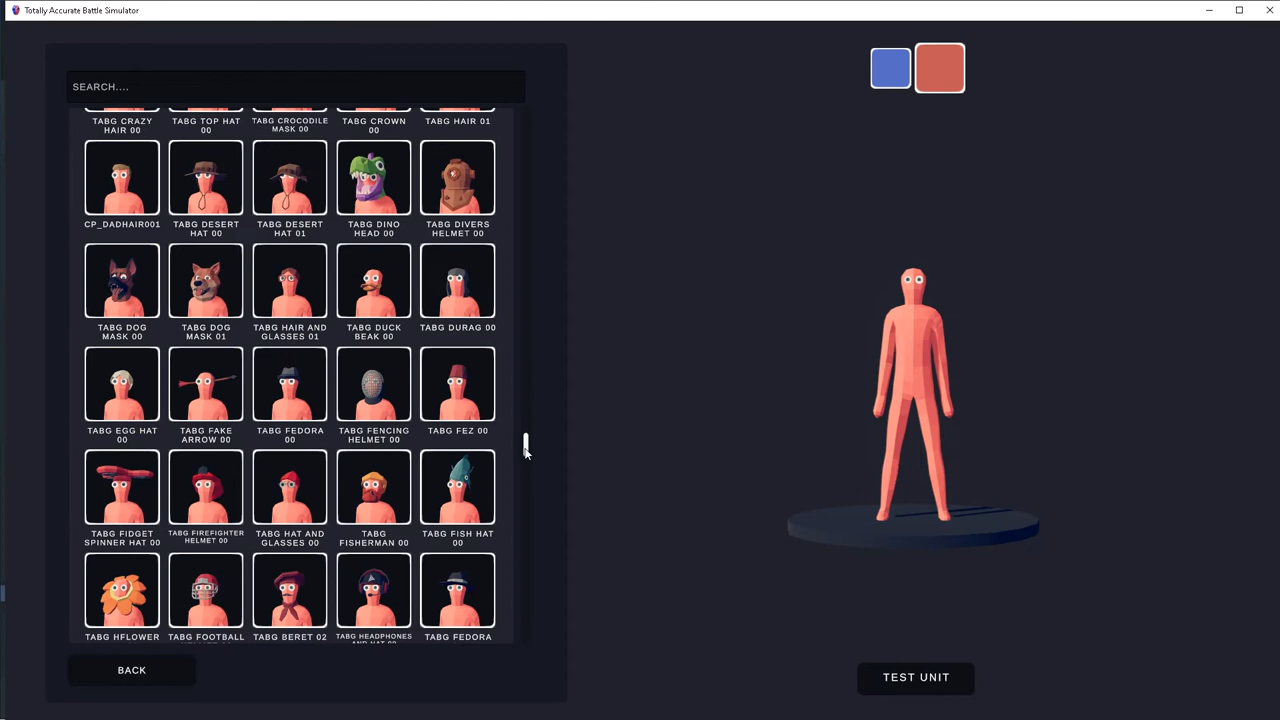 Totally Accurate Battle Simulator
SEARCH....
TABG CRAZY
HAIR 00
TABG TOP HAT
00
TABG CROCODILE
MASK 00
TABG CROWN
00
TABG HAIR 01
CP_DADHAIR001
TABG DESERT
HAT 00
TABG DESERT
HAT 01
TABG DINO
HEAD 00
TABG DIVERS
HELMET 00
TABG DOG
MASK 00
TABG DOG
MASK 01
TABG HAIR AND
GLASSES 01
TABG DUCK
BEAK 00
TABG DURAG 00
TABG EGG HAT
00
TABG FAKE
ARROW 00
TABG FEDORA
00
TABG FENCING
HELMET 00
TABG FEZ 00
TABG FIDGET
SPINNER HAT 00
TABG FIREFIGHTER
HELMET 00
TABG HAT AND
GLASSES 00
TABG
FISHERMAN 00
TABG FISH HAT
00
TABG HFLOWER
TABG FOOTBALL
TABG BERET 02
TABG HEADPHONES
TABG FEDORA
BACK
TEST UNIT